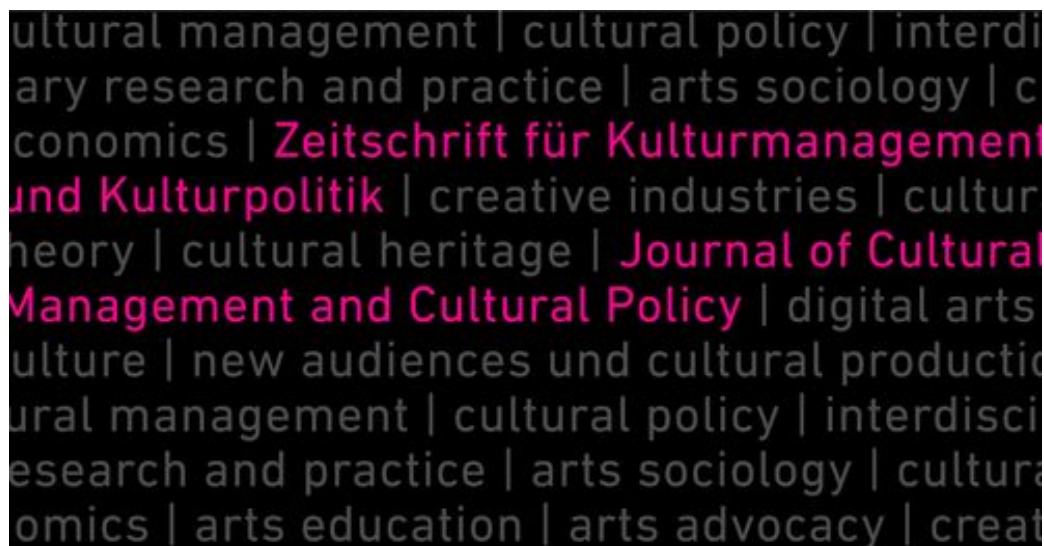 ultural management | cultural policy | interdi
ary research and practice | arts sociology | c
conomics | Zeitschrift für Kulturmanagement
und Kulturpolitik | creative industries | cultur
heory | cultural heritage | Journal of Cultural
Management and Cultural Policy | digital arts
ulture | new audiences und cultural productio
ural management | cultural policy | interdisci
esearch and practice | arts sociology | cultura
omics | arts education | arts advocacy | creat